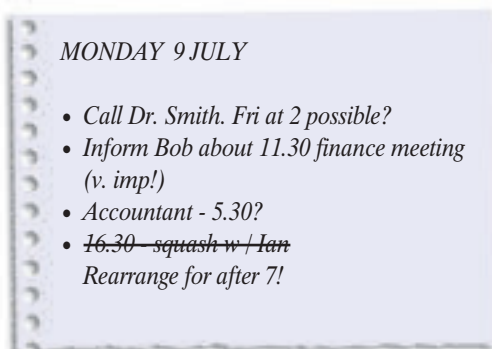 MONDAY 9 JULY
• Call Dr. Smith. Fri at 2 possible?
• Inform Bob about 11.30 finance meeting
(v. imp!)
• Accountant - 5.30?
• 16.30 - squash w / Ian
Rearrange for after 7!